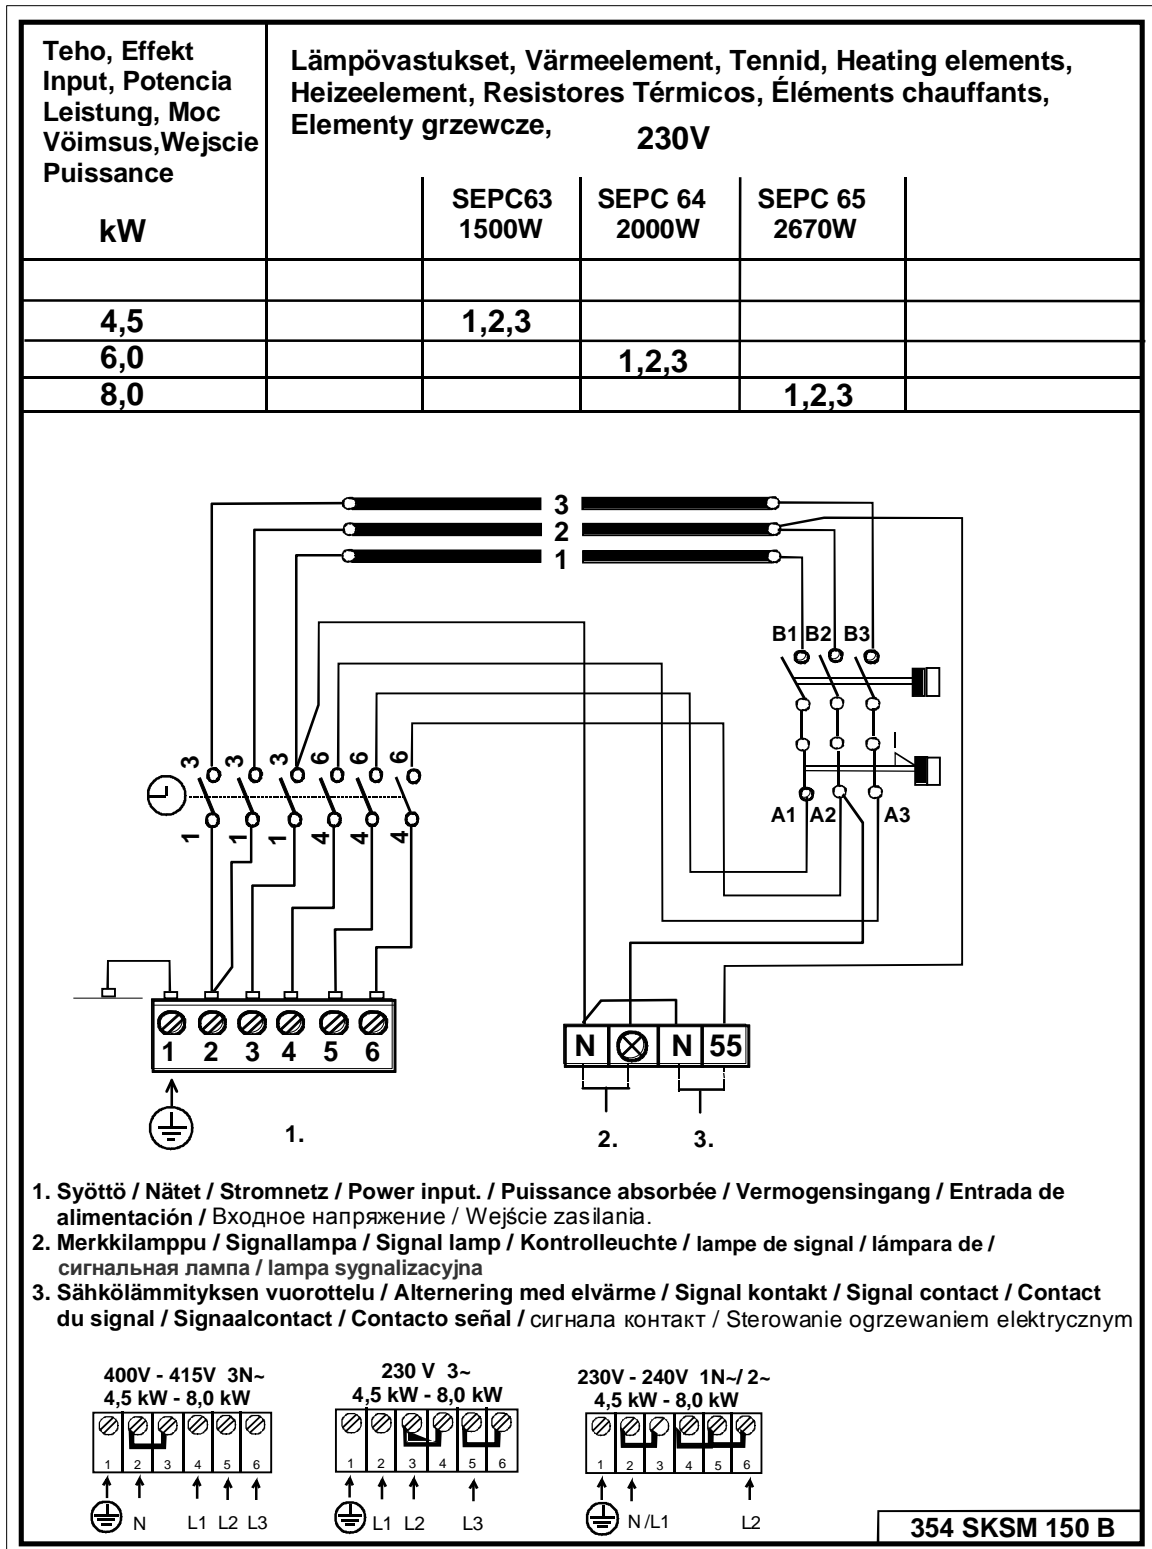 Teho, Effekt
Input, Potencia
Leistung, Moc
Vöimsus,Wejscie
Puissance
kW
Lämpövastukset, Värmeelement, Tennid, Heating elements,
Heizeelement, Resistores Térmicos, Éléments chauffants,
Elementy grzewcze, 230V
SEPC63 SEPC 64 SEPC 65
1500W 2000W 2670W
4,5 1,2,3
6,0 1,2,3
8,0 1,2,3
3
2
1
B1 B2 B3
3 3 3 6 6 6
1 1 1 4 4 4
A1 A2 A3
1 2 3 4 5 6
N N 55
1. 2. 3.
1. Syöttö / Nätet / Stromnetz / Power input. / Puissance absorbée / Vermogensingang / Entrada de
alimentación / Входное напряжение / Wejście zasilania.
2. Merkkilamppu / Signallampa / Signal lamp / Kontrolleuchte / lampe de signal / lámpara de /
сигнальная лампа / lampa sygnalizacyjna
3. Sähkölämmityksen vuorottelu / Alternering med elvärme / Signal kontakt / Signal contact / Contact
du signal / Signaalcontact / Contacto señal / сигнала контакт / Sterowanie ogrzewaniem elektrycznym
400V - 415V 3N~
4,5 kW - 8,0 kW
1 2 3 4 5 6
N L1 L2 L3
230 V 3~
4,5 kW - 8,0 kW
1 2 3 4 5 6
L1 L2 L3
230V - 240V 1N~/ 2~
4,5 kW - 8,0 kW
1 2 3 4 5 6
N /L1 L2
354 SKSM 150 B